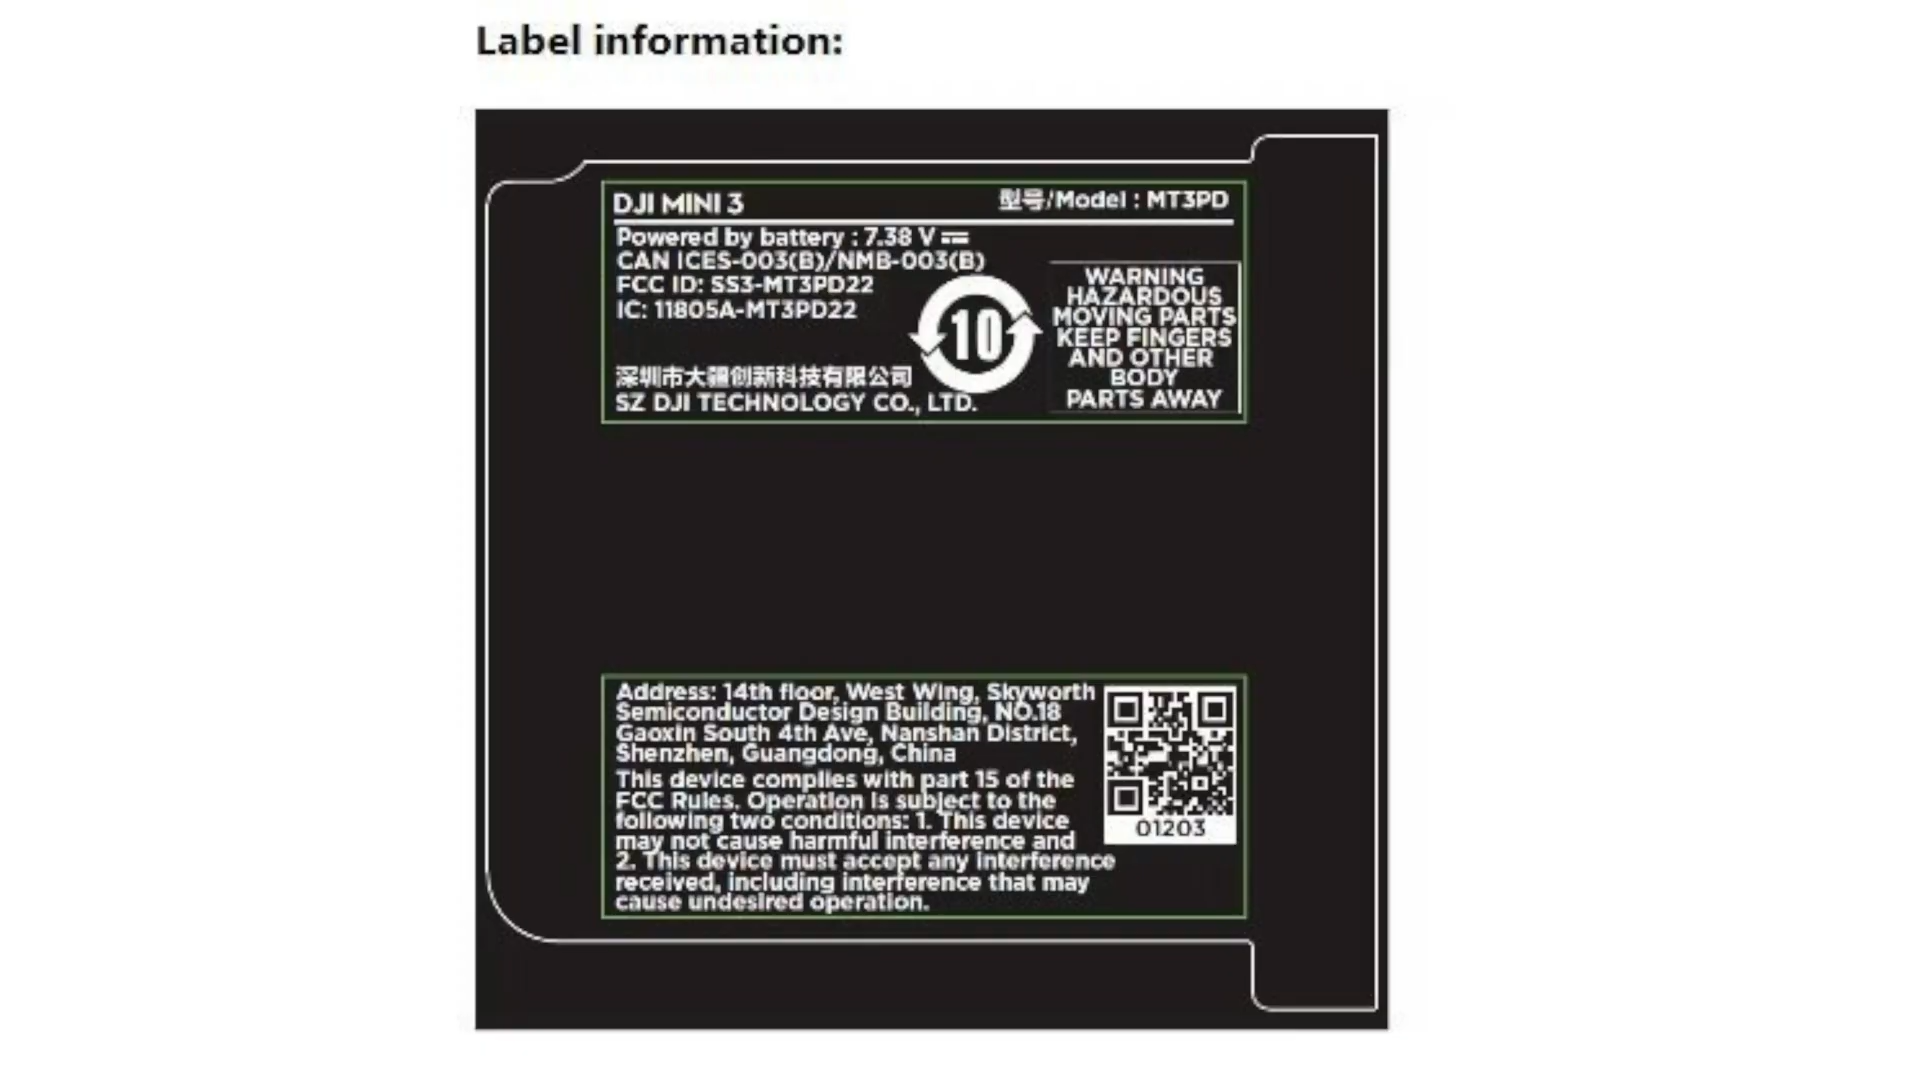 Label information:
DJI MINI 3
型号/Model : MT3PD
Powered by battery : 7.38 V ⎓
CAN ICES-003(B)/NMB-003(B)
FCC ID: SS3-MT3PD22
IC: 11805A-MT3PD22
10
深圳市大疆创新科技有限公司
SZ DJI TECHNOLOGY CO., LTD.
WARNING
HAZARDOUS
MOVING PARTS
KEEP FINGERS
AND OTHER
BODY
PARTS AWAY
Address: 14th floor, West Wing, Skyworth
Semiconductor Design Building, NO.18
Gaoxin South 4th Ave, Nanshan District,
Shenzhen, Guangdong, China
This device complies with part 15 of the
FCC Rules. Operation is subject to the
following two conditions: 1. This device
may not cause harmful interference and
2. This device must accept any interference
received, including interference that may
cause undesired operation.
01203